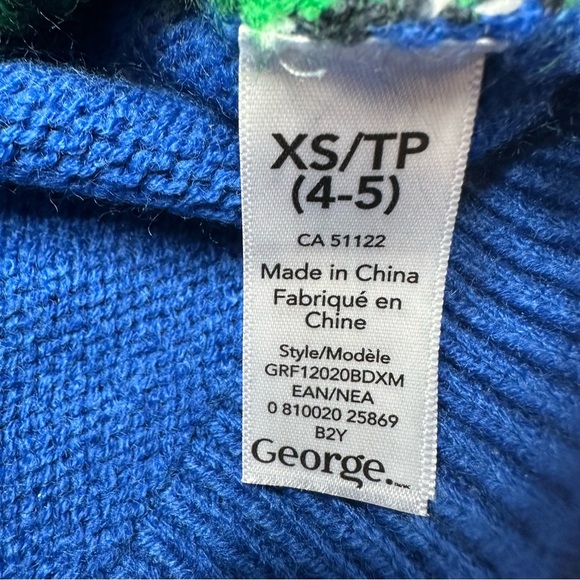 XS/TP
(4-5)
CA 51122
Made in China
Fabriqué en
Chine
Style/Modèle
GRF12020BDXM
EAN/NEA
0 810020 25869
B2Y
George.